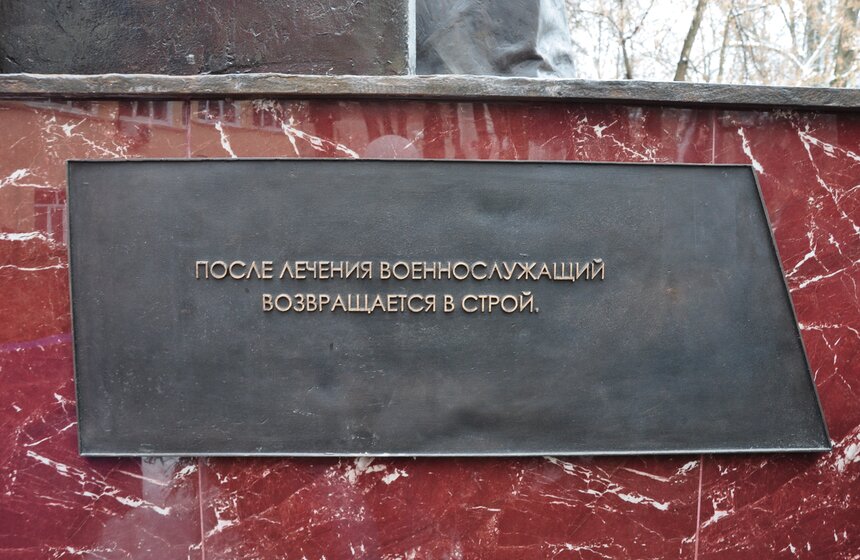 ПОСЛЕ ЛЕЧЕНИЯ ВОЕННОСЛУЖАЩИЙ
ВОЗВРАЩАЕТСЯ В СТРОЙ.